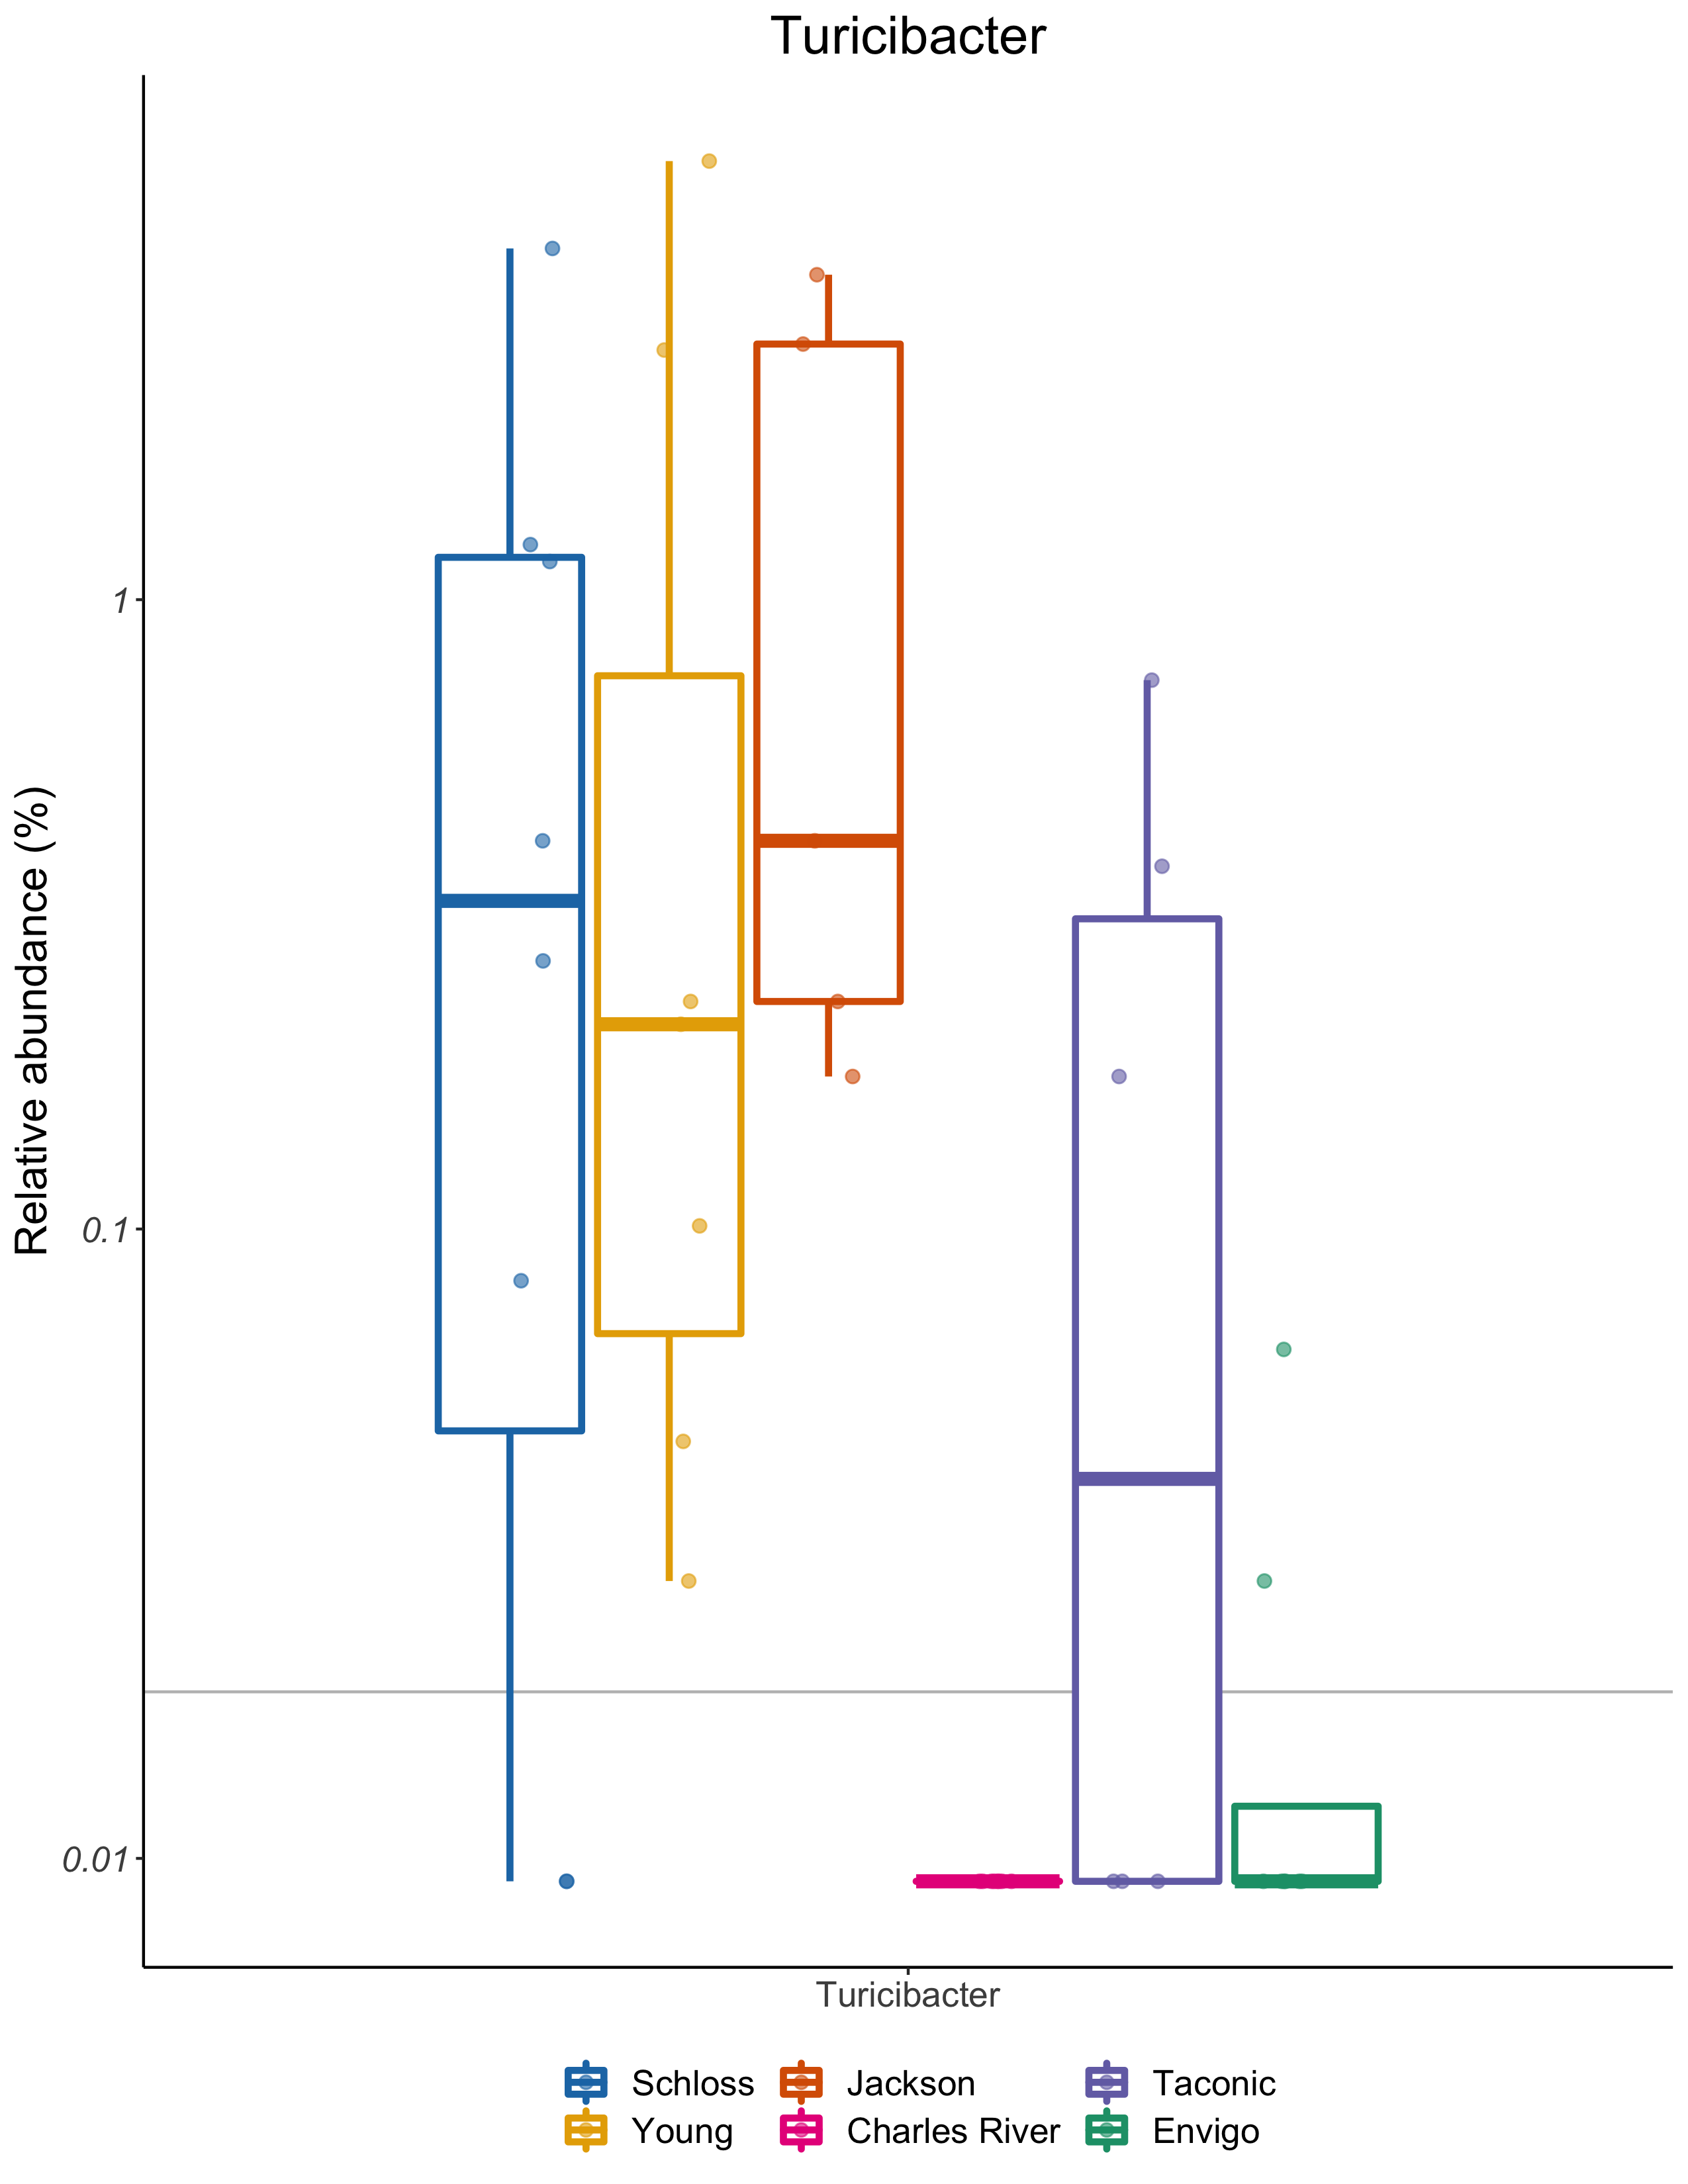 Turicibacter
Relative abundance (%)
1
0.1
0.01
Turicibacter
Schloss Jackson Taconic
Young Charles River Envigo